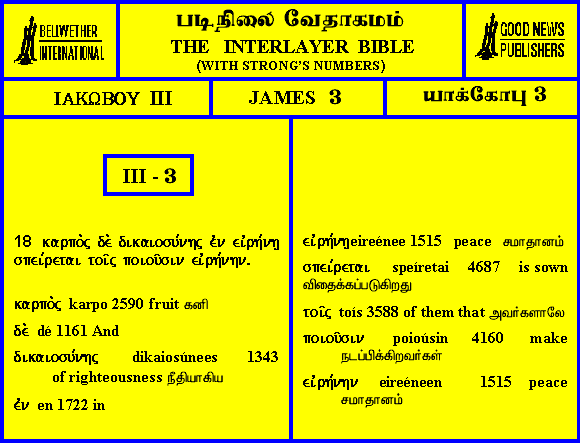 BELLWETHER
INTERNATIONAL
படிநிலை வேதாகமம்
THE INTERLAYER BIBLE
(WITH STRONG'S NUMBERS)
GOOD NEWS
PUBLISHERS
ΙΑΚΩΒΟΥ III
JAMES 3
யாக்கோபு 3
III - 3
18 καρπὸς δὲ δικαιοσύνης ἐν εἰρήνῃ
σπείρεται τοῖς ποιοῦσιν εἰρήνην.
καρπὸς karpo 2590 fruit கனி
δὲ dé 1161 And
δικαιοσύνης dikaiosúnees 1343
of righteousness நீதியாகிய
ἐν en 1722 in
εἰρήνῃ eireénee 1515 peace சமாதானம்
σπείρεται speíretai 4687 is sown
விதைக்கப்படுகிறது
τοῖς tois 3588 of them that அவர்களாலே
ποιοῦσιν poioúsin 4160 make
நடப்பிக்கிறவர்கள்
εἰρήνην eireéneen 1515 peace
சமாதானம்